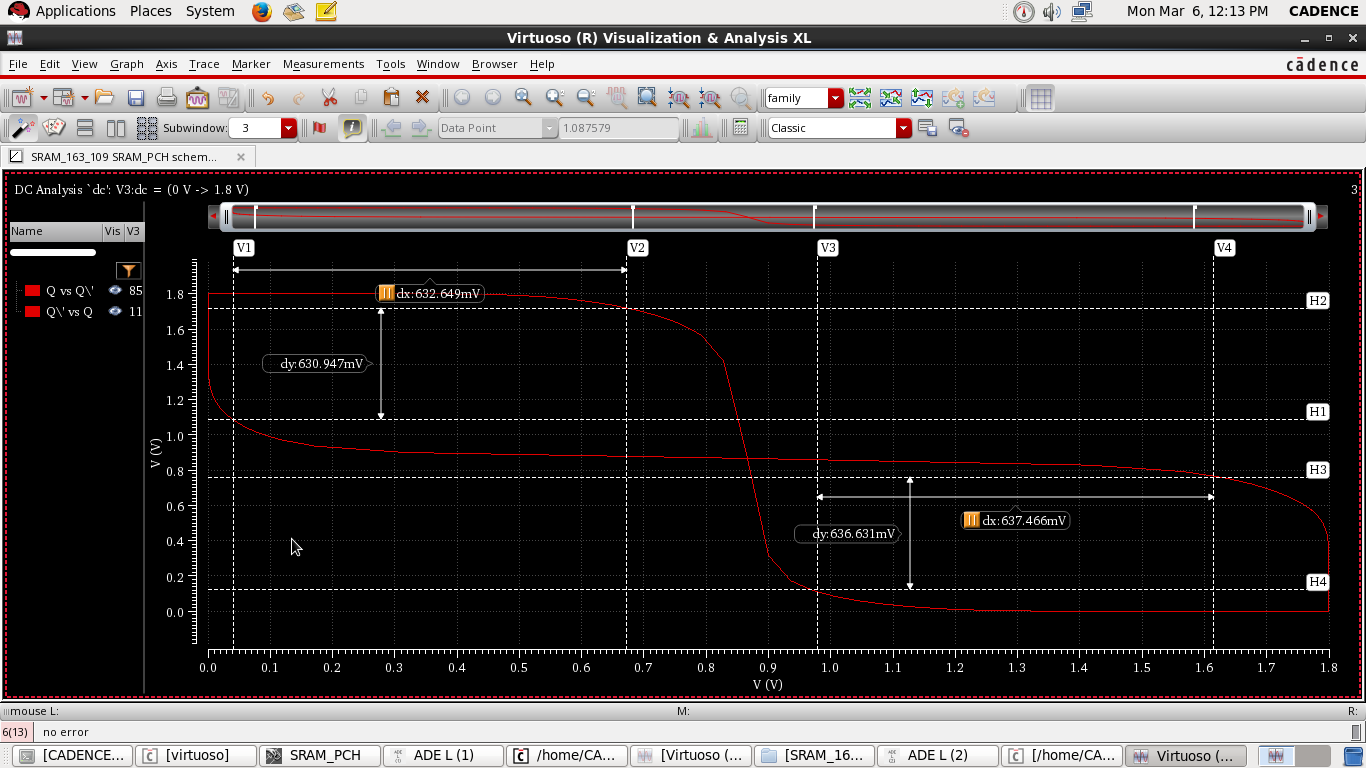 Applications Places System Mon Mar 6, 12:13 PM CADENCE
Virtuoso (R) Visualization & Analysis XL
File Edit View Graph Axis Trace Marker Measurements Tools Window Browser Help cādence
family
Subwindow: 3 Data Point 1.087579 Classic
SRAM_163_109 SRAM_PCH schem...
DC Analysis `dc': V3:dc = (0 V -> 1.8 V) 3
Name Vis V3
V1 V2 V3 V4
Q vs Q\' 85
Q\' vs Q 11
dx:632.649mV
H2
dy:630.947mV
H1
H3
dx:637.466mV
dy:636.631mV
H4
V (V)
1.8
1.6
1.4
1.2
1.0
0.8
0.6
0.4
0.2
0.0
0.0 0.1 0.2 0.3 0.4 0.5 0.6 0.7 0.8 0.9 1.0 1.1 1.2 1.3 1.4 1.5 1.6 1.7 1.8
V (V)
mouse L: M: R:
6(13) no error
[CADENCE... [virtuoso] SRAM_PCH ADE L (1) /home/CA... [Virtuoso (... [SRAM_16... ADE L (2) [/home/CA... Virtuoso (...